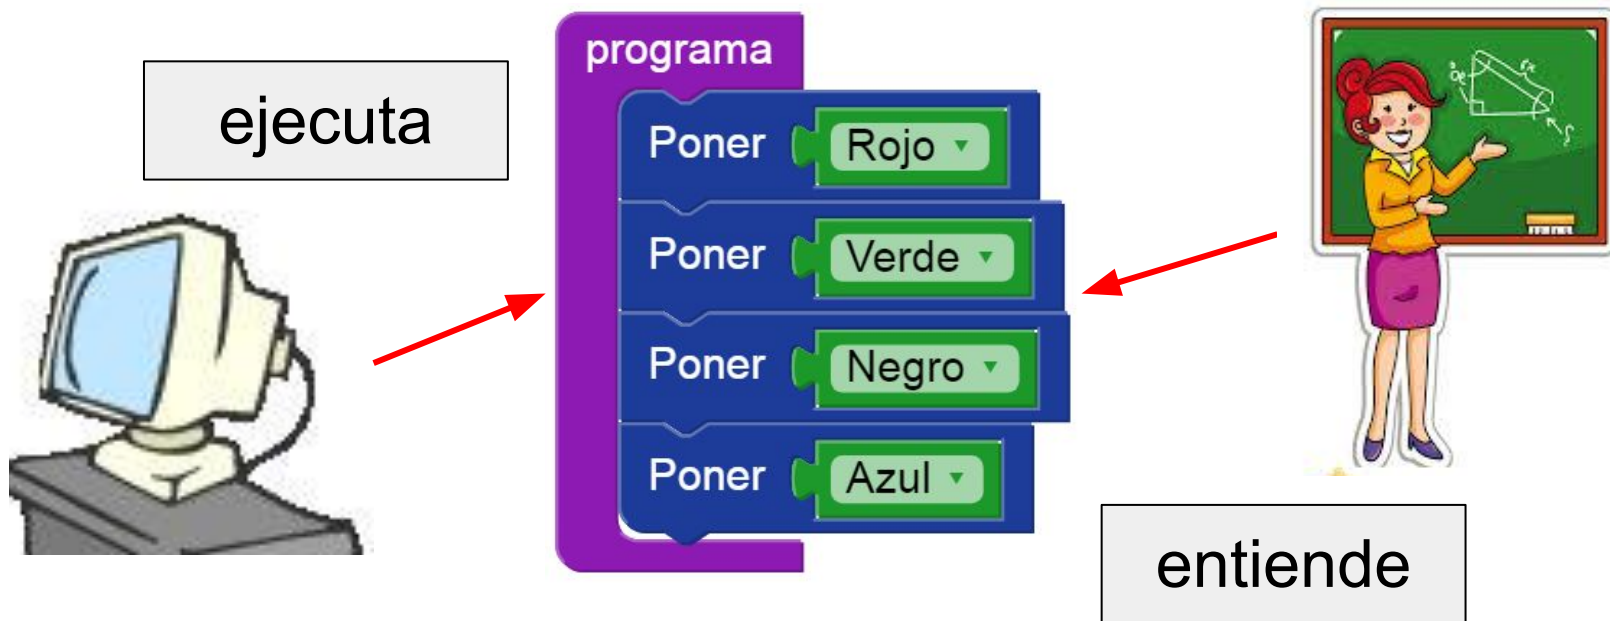 ejecuta
programa
Poner Rojo
Poner Verde
Poner Negro
Poner Azul
entiende